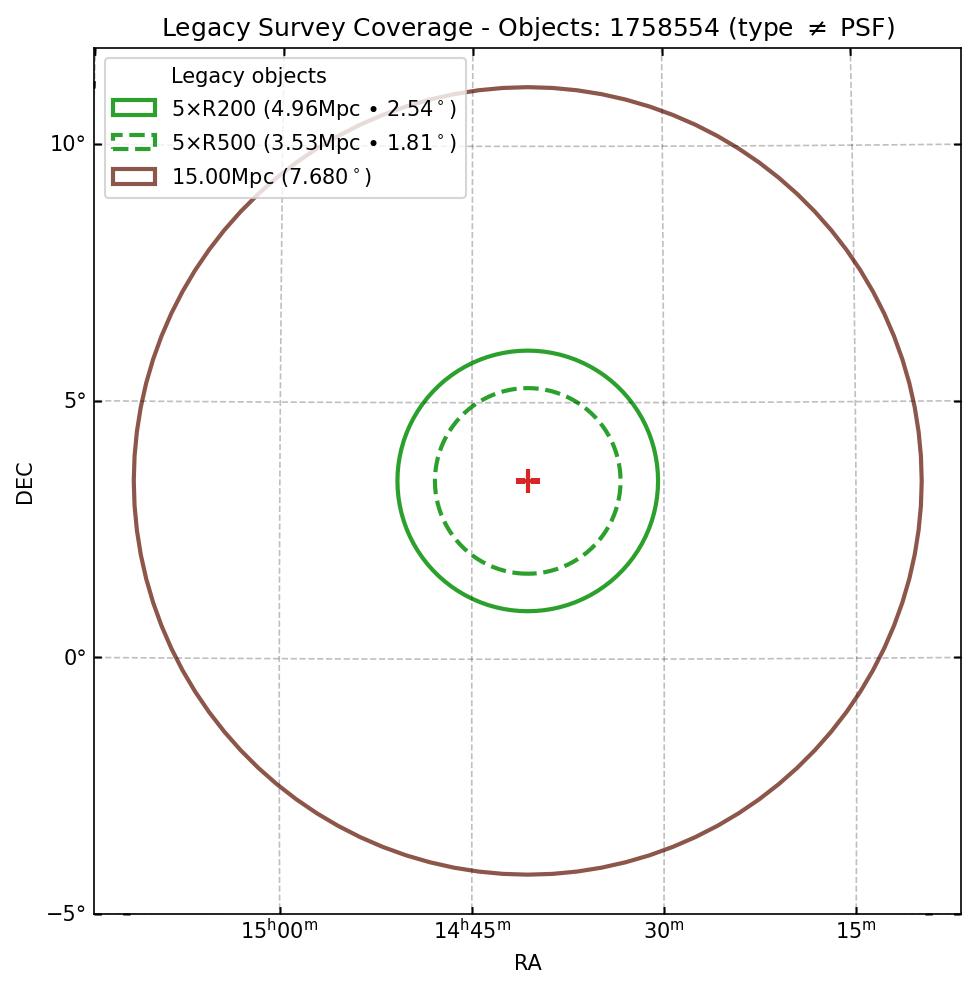 Legacy Survey Coverage - Objects: 1758554 (type ≠ PSF)
Legacy objects
5×R200 (4.96Mpc • 2.54°)
5×R500 (3.53Mpc • 1.81°)
15.00Mpc (7.680°)
10°
5°
0°
−5°
DEC
15ʰ00ᵐ 14ʰ45ᵐ 30ᵐ 15ᵐ
RA